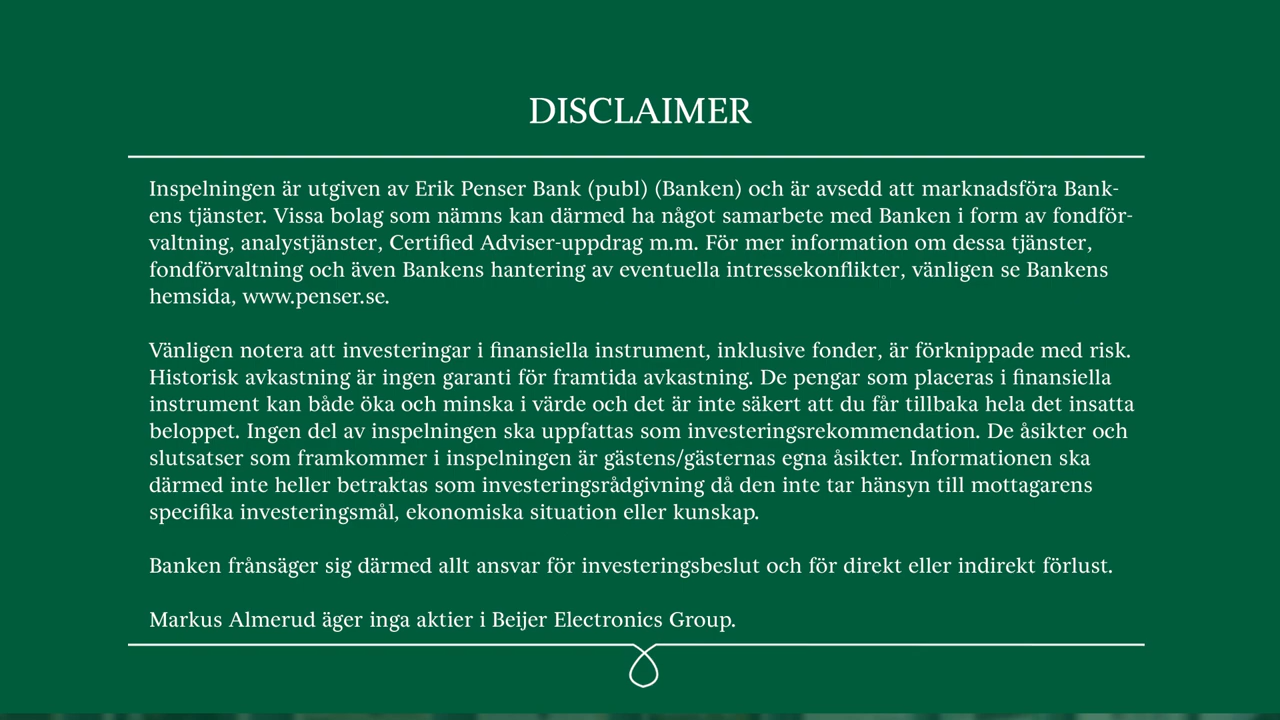 DISCLAIMER
Inspelningen är utgiven av Erik Penser Bank (publ) (Banken) och är avsedd att marknadsföra Bank-
ens tjänster. Vissa bolag som nämns kan därmed ha något samarbete med Banken i form av fondför-
valtning, analystjänster, Certified Adviser-uppdrag m.m. För mer information om dessa tjänster,
fondförvaltning och även Bankens hantering av eventuella intressekonflikter, vänligen se Bankens
hemsida, www.penser.se.
Vänligen notera att investeringar i finansiella instrument, inklusive fonder, är förknippade med risk.
Historisk avkastning är ingen garanti för framtida avkastning. De pengar som placeras i finansiella
instrument kan både öka och minska i värde och det är inte säkert att du får tillbaka hela det insatta
beloppet. Ingen del av inspelningen ska uppfattas som investeringsrekommendation. De åsikter och
slutsatser som framkommer i inspelningen är gästens/gästernas egna åsikter. Informationen ska
därmed inte heller betraktas som investeringsrådgivning då den inte tar hänsyn till mottagarens
specifika investeringsmål, ekonomiska situation eller kunskap.
Banken frånsäger sig därmed allt ansvar för investeringsbeslut och för direkt eller indirekt förlust.
Markus Almerud äger inga aktier i Beijer Electronics Group.